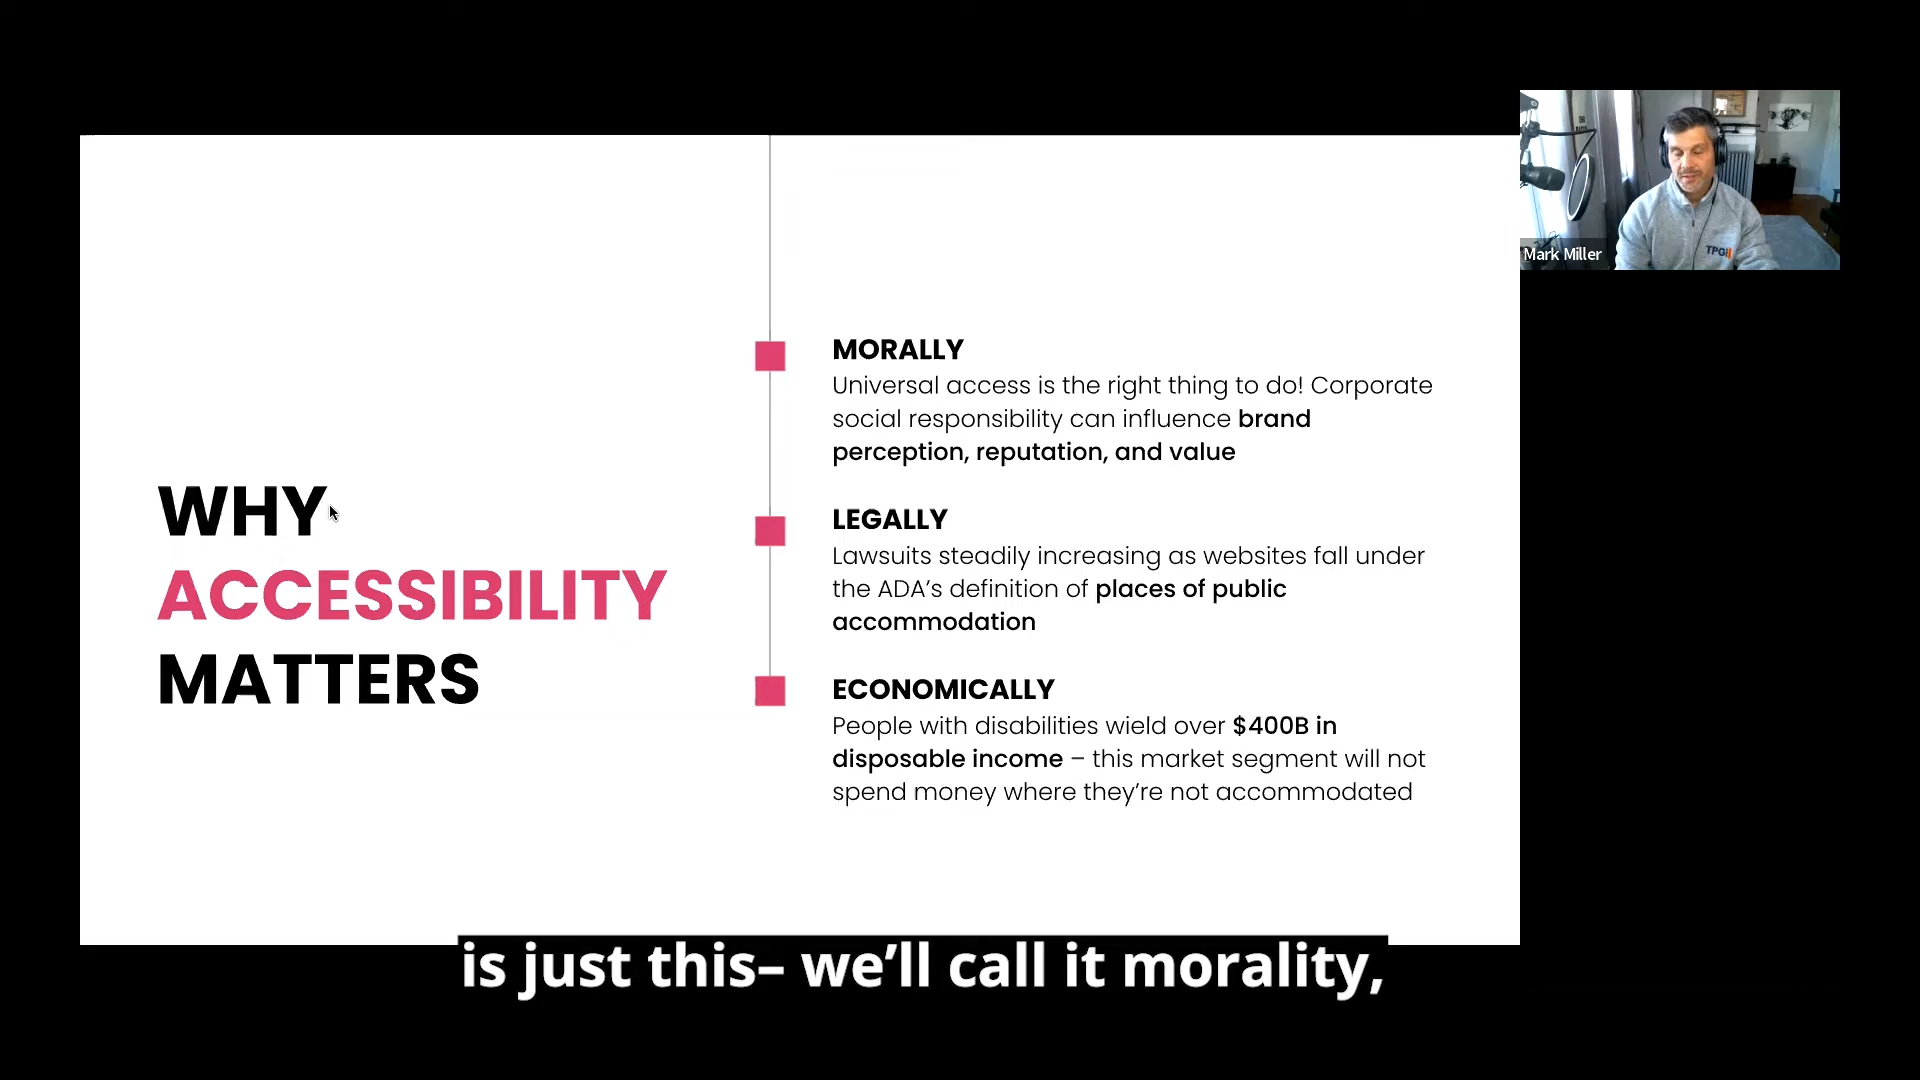 WHY
ACCESSIBILITY
MATTERS
MORALLY
Universal access is the right thing to do! Corporate
social responsibility can influence brand
perception, reputation, and value
LEGALLY
Lawsuits steadily increasing as websites fall under
the ADA’s definition of places of public
accommodation
ECONOMICALLY
People with disabilities wield over $400B in
disposable income – this market segment will not
spend money where they’re not accommodated
TPGi
Mark Miller
is just this– we’ll call it morality,